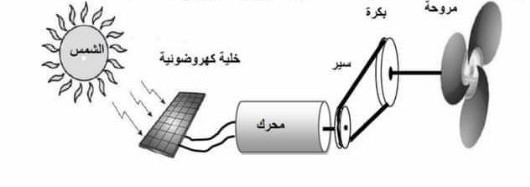 مروحة
بكرة
الشمس
خلية كهروضوئية
سير
محرك